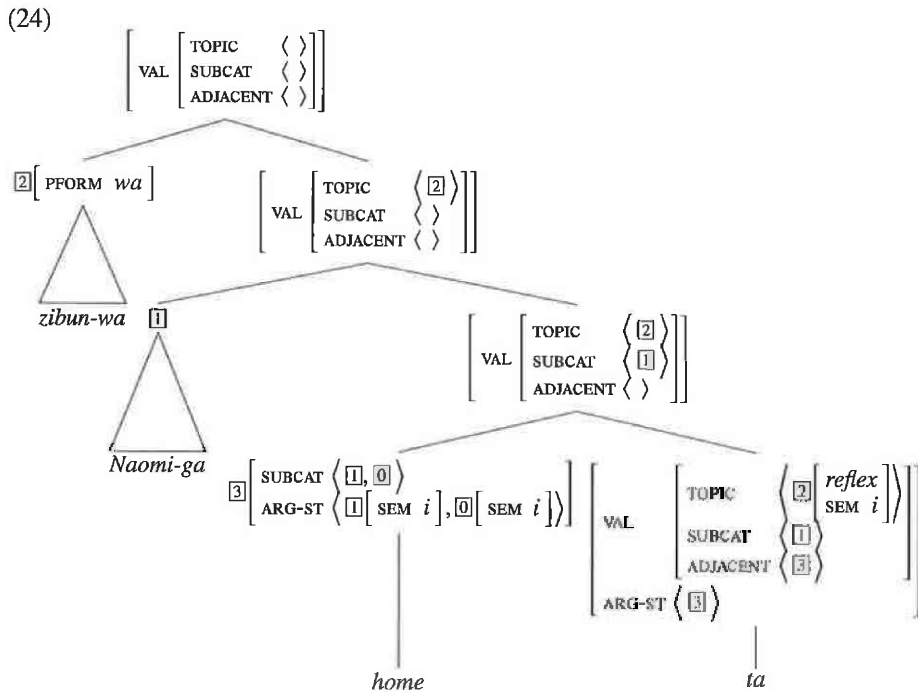 (24)
[VAL [TOPIC ⟨ ⟩
SUBCAT ⟨ ⟩
ADJACENT ⟨ ⟩]]
[2][PFORM wa]
[VAL [TOPIC ⟨[2]⟩
SUBCAT ⟨ ⟩
ADJACENT ⟨ ⟩]]
zibun-wa
[1]
[VAL [TOPIC ⟨[2]⟩
SUBCAT ⟨[1]⟩
ADJACENT ⟨ ⟩]]
Naomi-ga
[3][SUBCAT ⟨[1], [0]⟩
ARG-ST ⟨[1][SEM i], [0][SEM i]⟩]
[VAL [TOPIC ⟨[2][reflex
SEM i]⟩
SUBCAT ⟨[1]⟩
ADJACENT ⟨[3]⟩]
ARG-ST ⟨[3]⟩]
home
ta